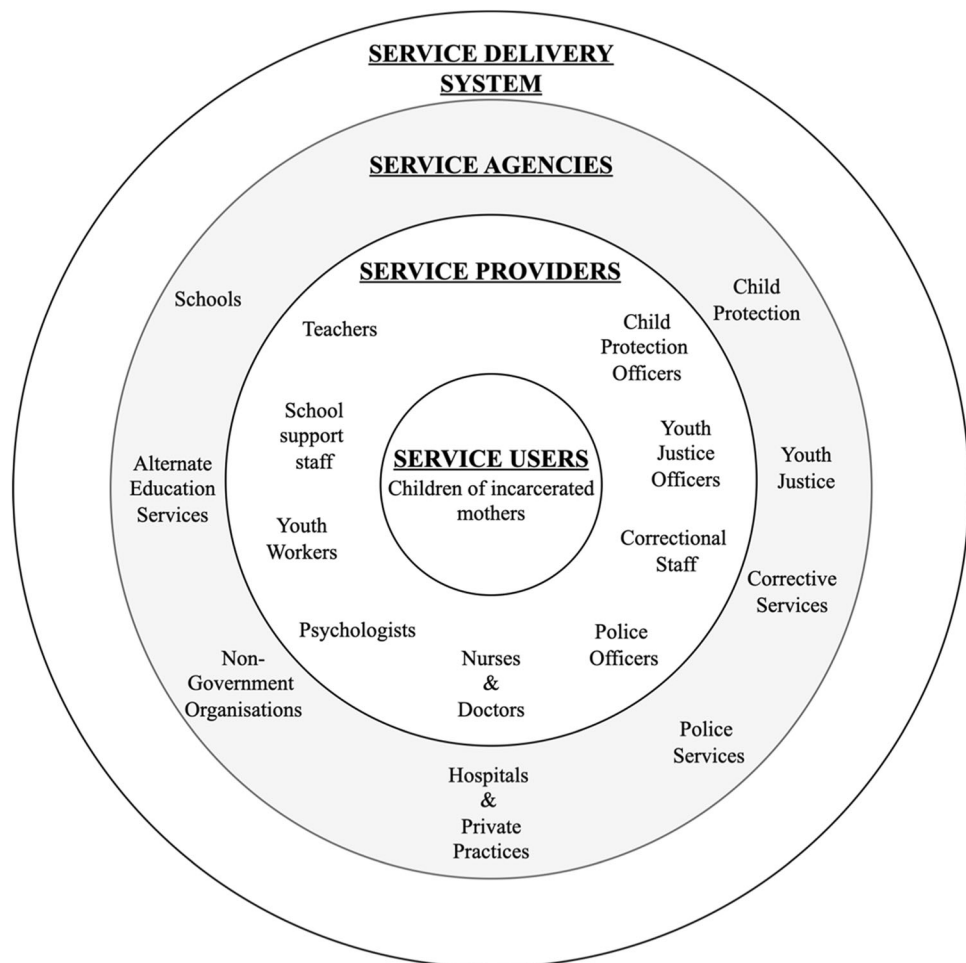 SERVICE DELIVERY
SYSTEM
SERVICE AGENCIES
SERVICE PROVIDERS
Schools
Child
Protection
Teachers
Child
Protection
Officers
School
support
staff
SERVICE USERS
Children of incarcerated
mothers
Youth
Justice
Officers
Youth
Justice
Alternate
Education
Services
Youth
Workers
Correctional
Staff
Corrective
Services
Psychologists
Nurses
&
Doctors
Police
Officers
Non-
Government
Organisations
Police
Services
Hospitals
&
Private
Practices